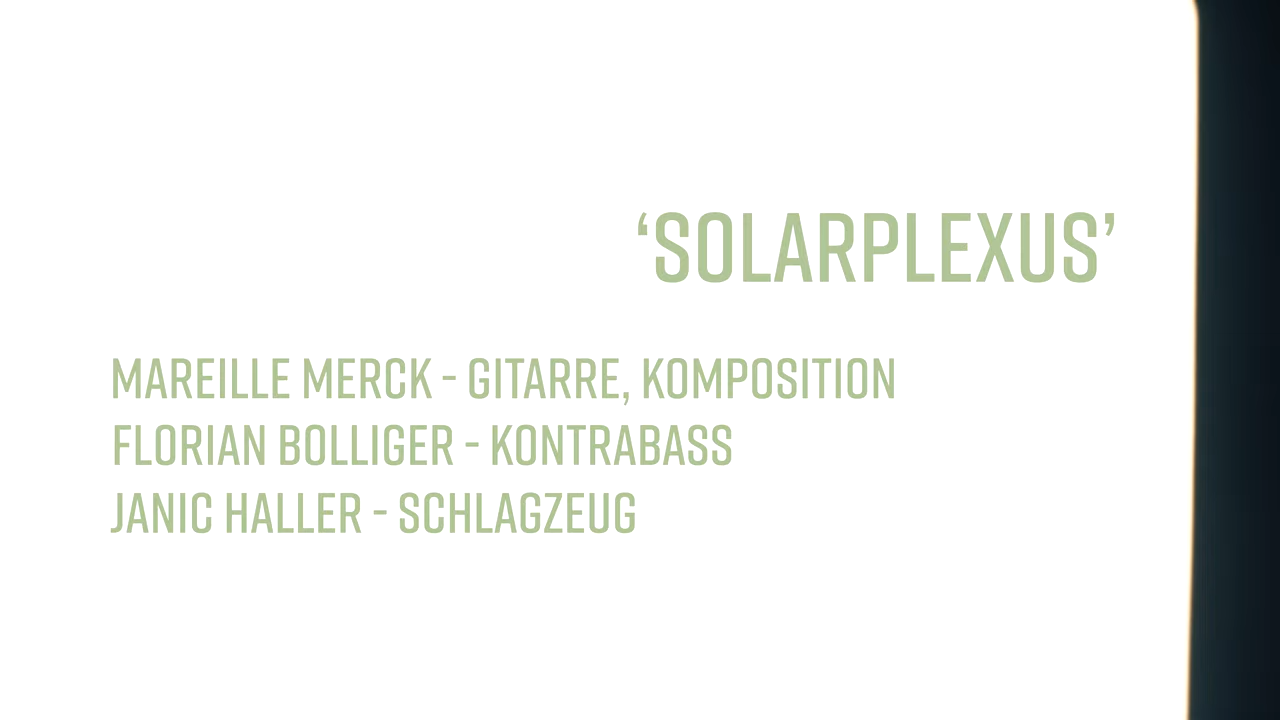 ‘SOLARPLEXUS’
MAREILLE MERCK - GITARRE, KOMPOSITION
FLORIAN BOLLIGER - KONTRABASS
JANIC HALLER - SCHLAGZEUG